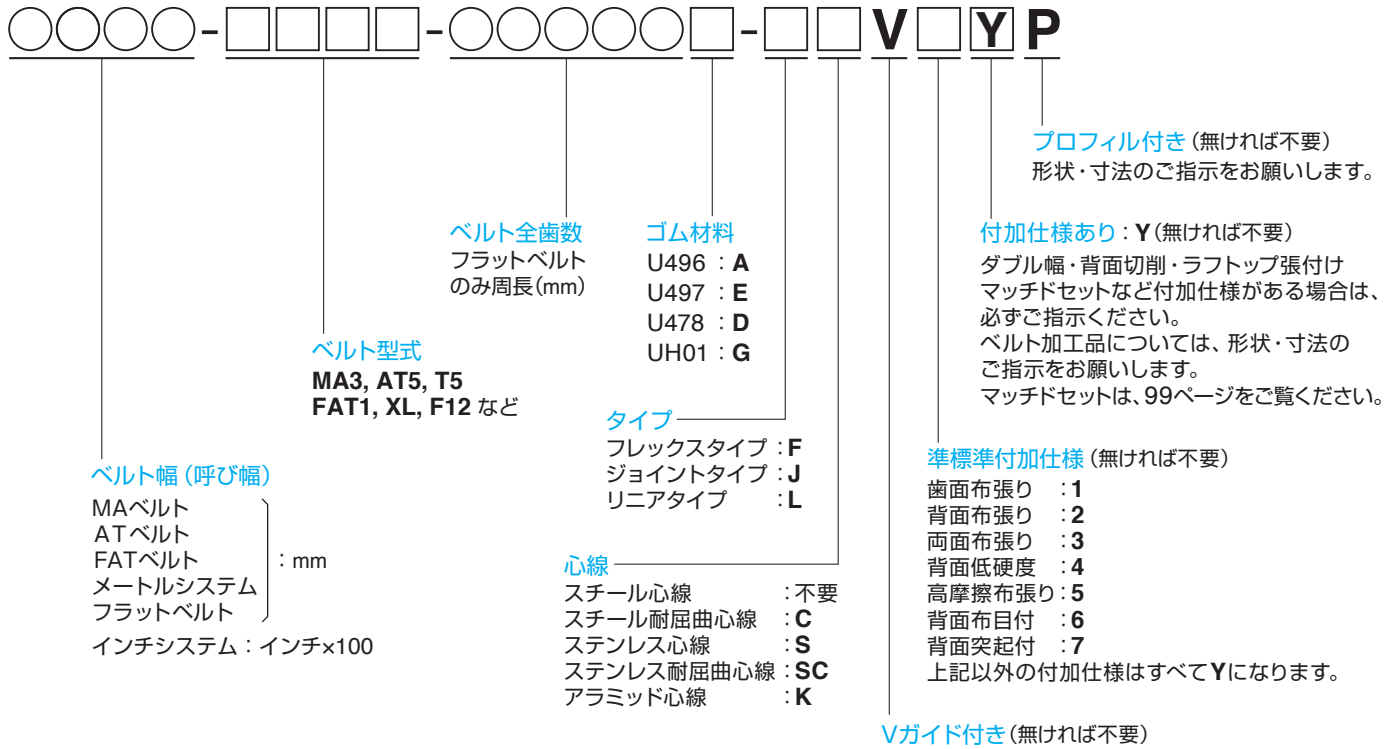 ○○○○-□□□□-○○○○○□-□□V□YP
プロフィル付き(無ければ不要)
形状・寸法のご指示をお願いします。
付加仕様あり:Y(無ければ不要)
ダブル幅・背面切削・ラフトップ張付け
マッチドセットなど付加仕様がある場合は、
必ずご指示ください。
ベルト加工品については、形状・寸法の
ご指示をお願いします。
マッチドセットは、99ページをご覧ください。
ベルト全歯数
フラットベルト
のみ周長(mm)
ゴム材料
U496:A
U497:E
U478:D
UH01:G
ベルト型式
MA3, AT5, T5
FAT1, XL, F12 など
タイプ
フレックスタイプ:F
ジョイントタイプ:J
リニアタイプ:L
準標準付加仕様(無ければ不要)
歯面布張り:1
背面布張り:2
両面布張り:3
背面低硬度:4
高摩擦布張り:5
背面布目付:6
背面突起付:7
上記以外の付加仕様はすべてYになります。
ベルト幅(呼び幅)
MAベルト
ATベルト
FATベルト:mm
メートルシステム
フラットベルト
インチシステム:インチ×100
心線
スチール心線:不要
スチール耐屈曲心線:C
ステンレス心線:S
ステンレス耐屈曲心線:SC
アラミッド心線:K
Vガイド付き(無ければ不要)